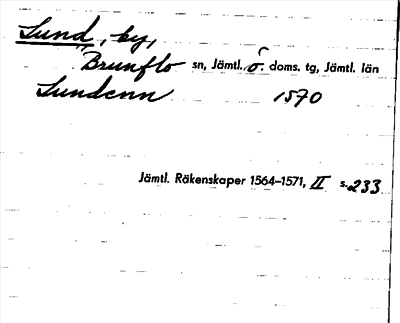 Lund, by,
Brunflo sn, Jämtl. ö. doms. tg, Jämtl. län
Lundenn 1570
Jämtl. Räkenskaper 1564–1571, II s. 233